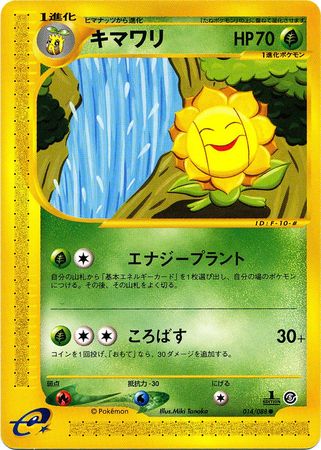 1進化
ヒマナッツから進化
「たねポケモン」の上に重ねて進化させます。
キマワリ
HP70
1進化ポケモン
ID:F-10-#
エナジープラント
自分の山札から「基本エネルギーカード」を1枚選び出し、自分の場のポケモン
につける。その後、その山札をよく切る。
ころばす 30+
コインを1回投げ、「おもて」なら、30ダメージを追加する。
弱点 抵抗力 -30 にげる
© Pokémon Illus.Miki Tanaka
1 EDITION
014/088 ●
e